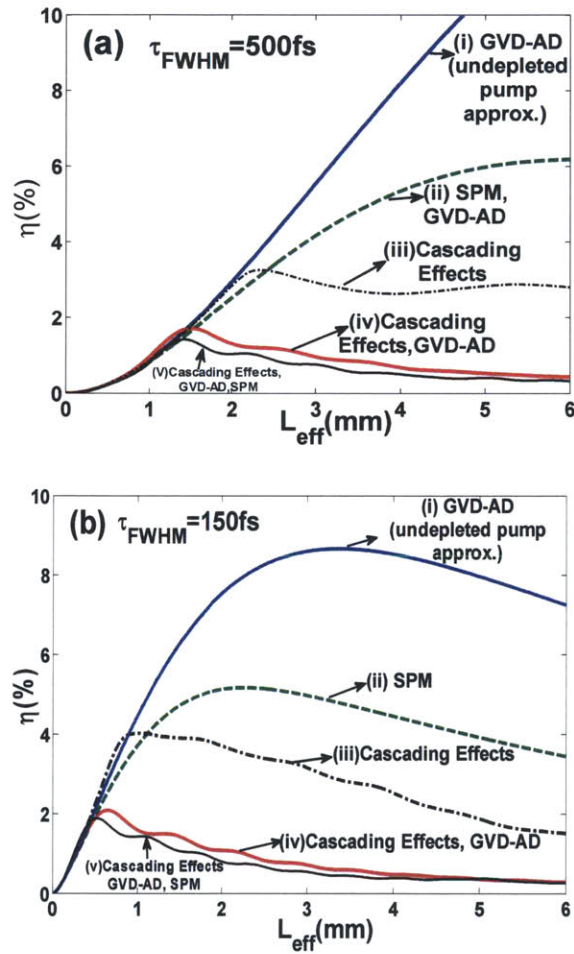 (a) τFWHM=500fs
(i) GVD-AD
(undepleted
pump
approx.)
(ii) SPM,
GVD-AD
(iii)Cascading
Effects
(iv)Cascading
Effects,GVD-AD
(V)Cascading Effects,
GVD-AD,SPM
η(%)
10
8
6
4
2
0
0 1 2 3 4 5 6
Leff(mm)
(b) τFWHM=150fs
(i) GVD-AD
(undepleted pump
approx.)
(ii) SPM
(iii)Cascading Effects
(iv)Cascading Effects, GVD-AD
(v)Cascading Effects
GVD-AD, SPM
η(%)
10
8
6
4
2
0
0 1 2 3 4 5 6
Leff(mm)